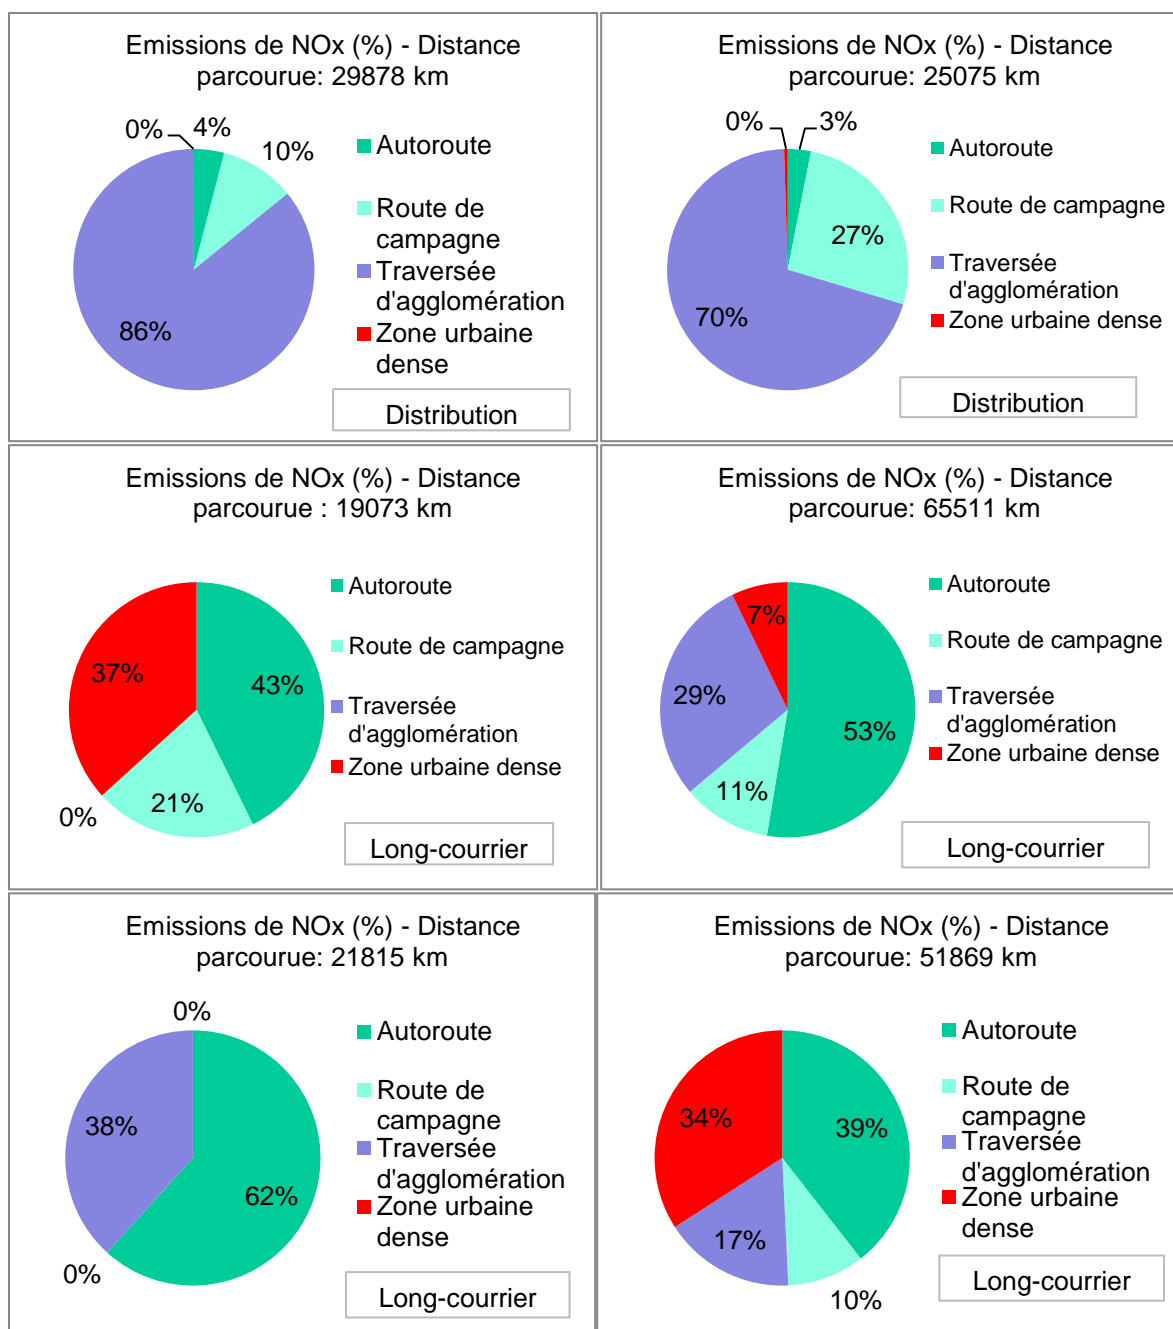 Emissions de NOx (%) - Distance
parcourue: 29878 km
0%
4%
10%
86%
Autoroute
Route de
campagne
Traversée
d'agglomération
Zone urbaine
dense
Distribution
Emissions de NOx (%) - Distance
parcourue: 25075 km
0%
3%
27%
70%
Autoroute
Route de campagne
Traversée
d'agglomération
Zone urbaine dense
Distribution
Emissions de NOx (%) - Distance
parcourue : 19073 km
37%
43%
21%
0%
Autoroute
Route de campagne
Traversée
d'agglomération
Zone urbaine dense
Long-courrier
Emissions de NOx (%) - Distance
parcourue: 65511 km
7%
29%
53%
11%
Autoroute
Route de campagne
Traversée
d'agglomération
Zone urbaine dense
Long-courrier
Emissions de NOx (%) - Distance
parcourue: 21815 km
0%
38%
62%
0%
Autoroute
Route de
campagne
Traversée
d'agglomération
Zone urbaine
dense
Long-courrier
Emissions de NOx (%) - Distance
parcourue: 51869 km
34%
39%
17%
10%
Autoroute
Route de
campagne
Traversée
d'agglomération
Zone urbaine
dense
Long-courrier